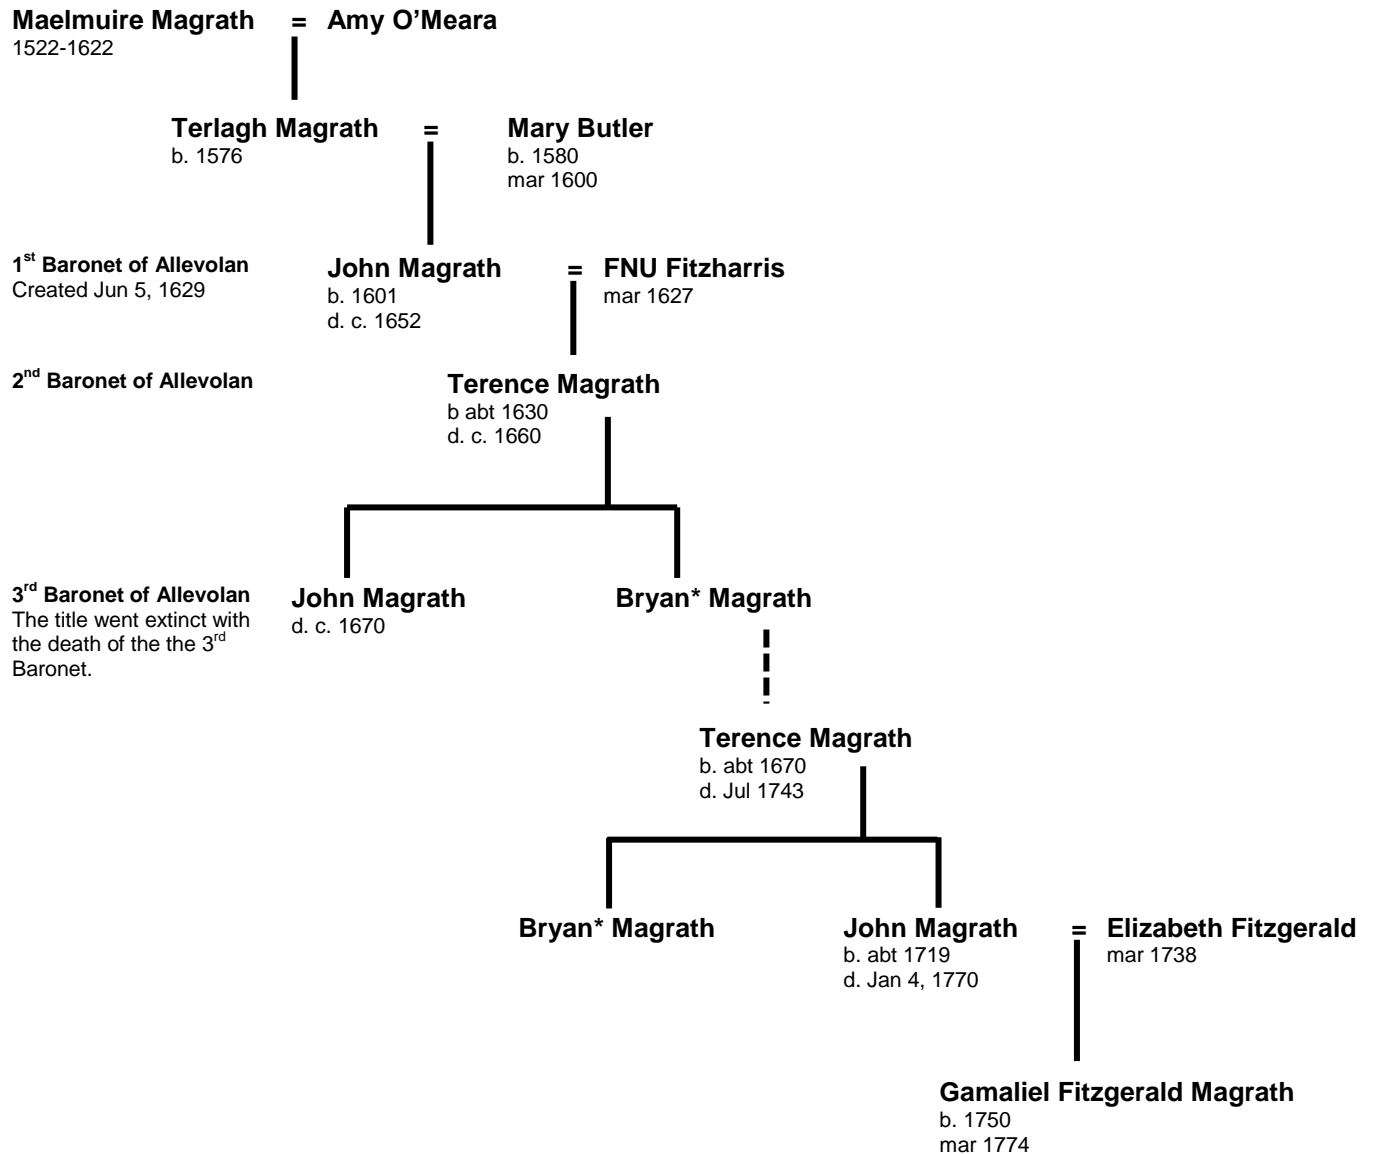 Maelmuire Magrath = Amy O’Meara
1522-1622
Terlagh Magrath = Mary Butler
b. 1576 b. 1580
mar 1600
1st Baronet of Allevolan John Magrath = FNU Fitzharris
Created Jun 5, 1629 b. 1601 mar 1627
d. c. 1652
2nd Baronet of Allevolan Terence Magrath
b abt 1630
d. c. 1660
3rd Baronet of Allevolan John Magrath Bryan* Magrath
The title went extinct with d. c. 1670
the death of the the 3rd
Baronet.
Terence Magrath
b. abt 1670
d. Jul 1743
Bryan* Magrath John Magrath = Elizabeth Fitzgerald
b. abt 1719 mar 1738
d. Jan 4, 1770
Gamaliel Fitzgerald Magrath
b. 1750
mar 1774